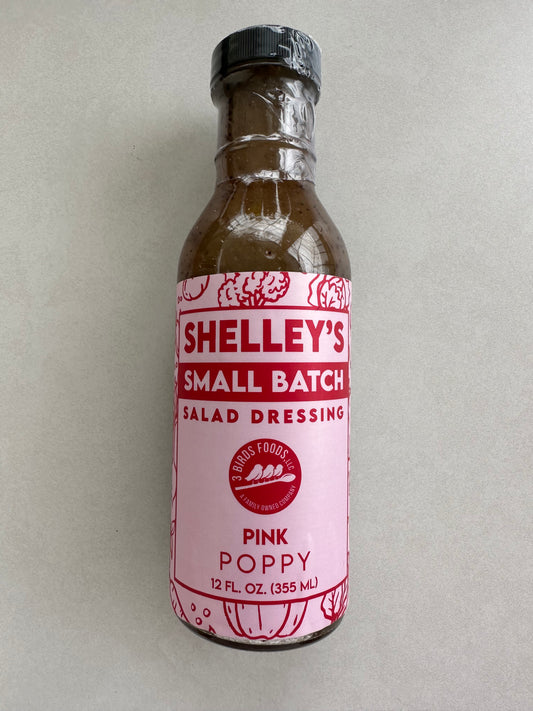 SHELLEY'S
SMALL BATCH
SALAD DRESSING
3 BIRDS FOODS, LLC
A FAMILY OWNED COMPANY
PINK
POPPY
12 FL. OZ. (355 ML)